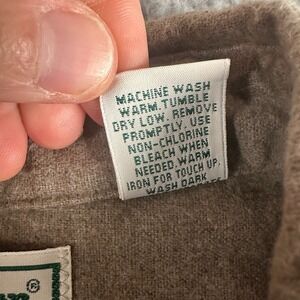 MACHINE WASH
WARM. TUMBLE
DRY LOW. REMOVE
PROMPTLY. USE
NON-CHLORINE
BLEACH WHEN
NEEDED. WARM
IRON FOR TOUCH UP.
WASH DARK
®